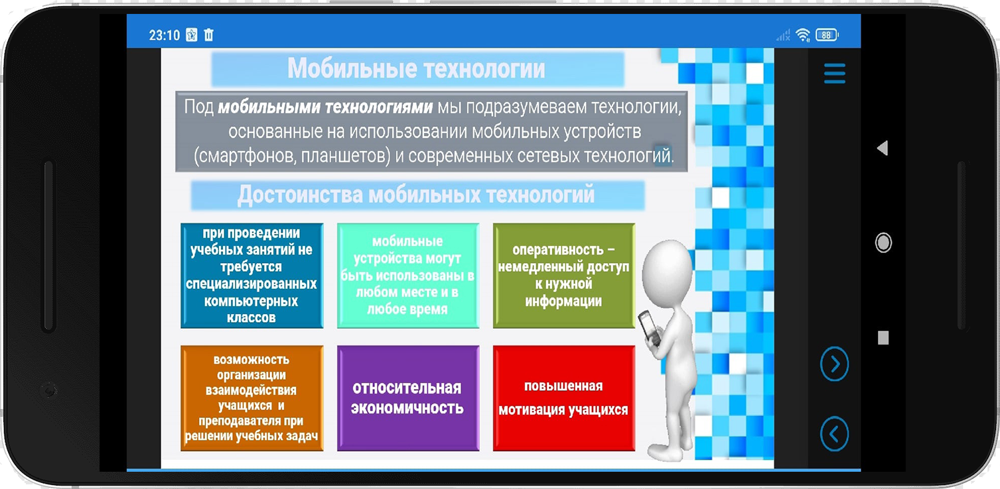 23:10
88
Мобильные технологии
Под мобильными технологиями мы подразумеваем технологии,
основанные на использовании мобильных устройств
(смартфонов, планшетов) и современных сетевых технологий.
Достоинства мобильных технологий
при проведении
учебных занятий не
требуется
специализированных
компьютерных
классов
мобильные
устройства могут
быть использованы в
любом месте и в
любое время
оперативность –
немедленный доступ
к нужной
информации
возможность
организации
взаимодействия
учащихся и
преподавателя при
решении учебных задач
относительная
экономичность
повышенная
мотивация учащихся